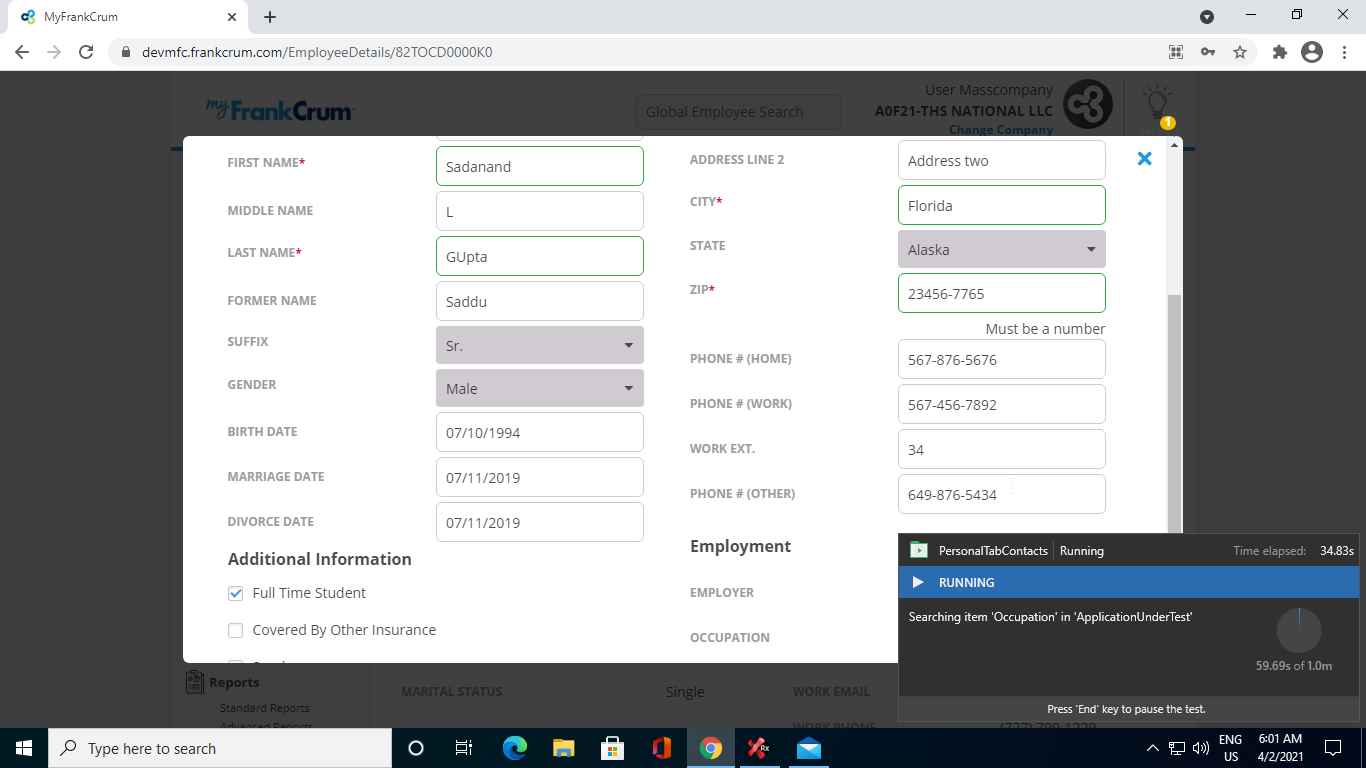 MyFrankCrum
devmfc.frankcrum.com/EmployeeDetails/82TOCD0000K0
myFrankCrum
Global Employee Search
User Masscompany
A0F21-THS NATIONAL LLC
Change Company
1
FIRST NAME*
Sadanand
MIDDLE NAME
L
LAST NAME*
GUpta
FORMER NAME
Saddu
SUFFIX
Sr.
GENDER
Male
BIRTH DATE
07/10/1994
MARRIAGE DATE
07/11/2019
DIVORCE DATE
07/11/2019
Additional Information
Full Time Student
Covered By Other Insurance
ADDRESS LINE 2
Address two
CITY*
Florida
STATE
Alaska
ZIP*
23456-7765
Must be a number
PHONE # (HOME)
567-876-5676
PHONE # (WORK)
567-456-7892
WORK EXT.
34
PHONE # (OTHER)
649-876-5434
Employment
EMPLOYER
OCCUPATION
PersonalTabContacts Running Time elapsed: 34.83s
RUNNING
Searching item 'Occupation' in 'ApplicationUnderTest'
59.69s of 1.0m
Press 'End' key to pause the test.
Reports
Standard Reports
Advanced Reports
MARITAL STATUS
Single
WORK EMAIL
WORK PHONE
Type here to search
Rx
ENG
US
6:01 AM
4/2/2021